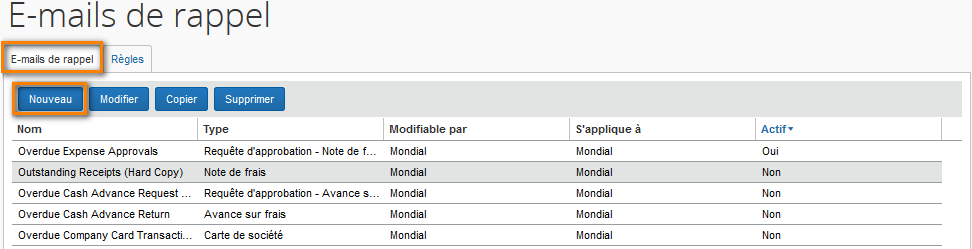 E-mails de rappel
E-mails de rappel Règles
Nouveau Modifier Copier Supprimer
Nom Type Modifiable par S'applique à Actif
Overdue Expense Approvals Requête d'approbation - Note de f... Mondial Mondial Oui
Outstanding Receipts (Hard Copy) Note de frais Mondial Mondial Non
Overdue Cash Advance Request ... Requête d'approbation - Avance s... Mondial Mondial Non
Overdue Cash Advance Return Avance sur frais Mondial Mondial Non
Overdue Company Card Transacti... Carte de société Mondial Mondial Non